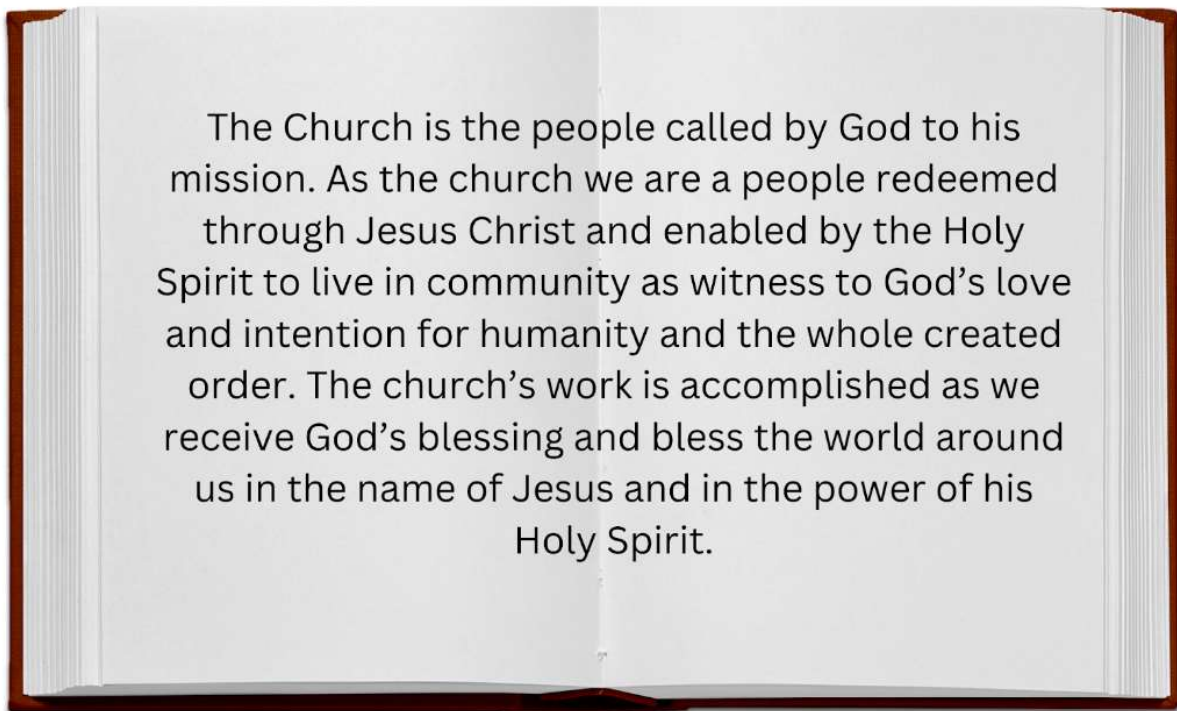 The Church is the people called by God to his
mission. As the church we are a people redeemed
through Jesus Christ and enabled by the Holy
Spirit to live in community as witness to God’s love
and intention for humanity and the whole created
order. The church’s work is accomplished as we
receive God’s blessing and bless the world around
us in the name of Jesus and in the power of his
Holy Spirit.